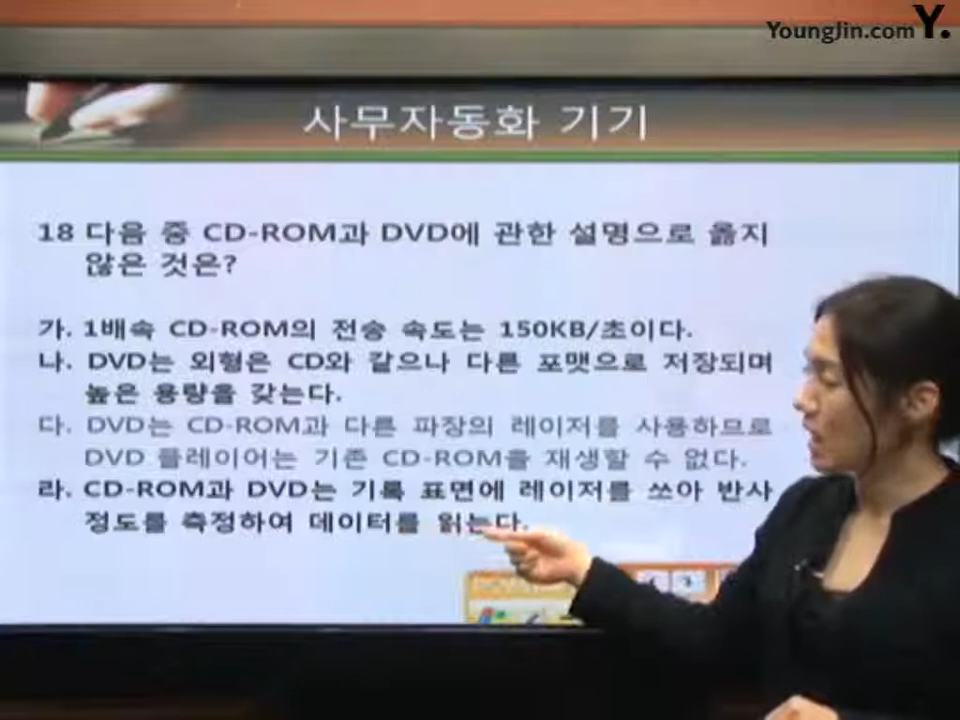 YoungJin.com Y.
사무자동화 기기
18 다음 중 CD-ROM과 DVD에 관한 설명으로 옳지
않은 것은?
가. 1배속 CD-ROM의 전송 속도는 150KB/초이다.
나. DVD는 외형은 CD와 같으나 다른 포맷으로 저장되며
높은 용량을 갖는다.
다. DVD는 CD-ROM과 다른 파장의 레이저를 사용하므로
DVD 플레이어는 기존 CD-ROM을 재생할 수 없다.
라. CD-ROM과 DVD는 기록 표면에 레이저를 쏘아 반사
정도를 측정하여 데이터를 읽는다.